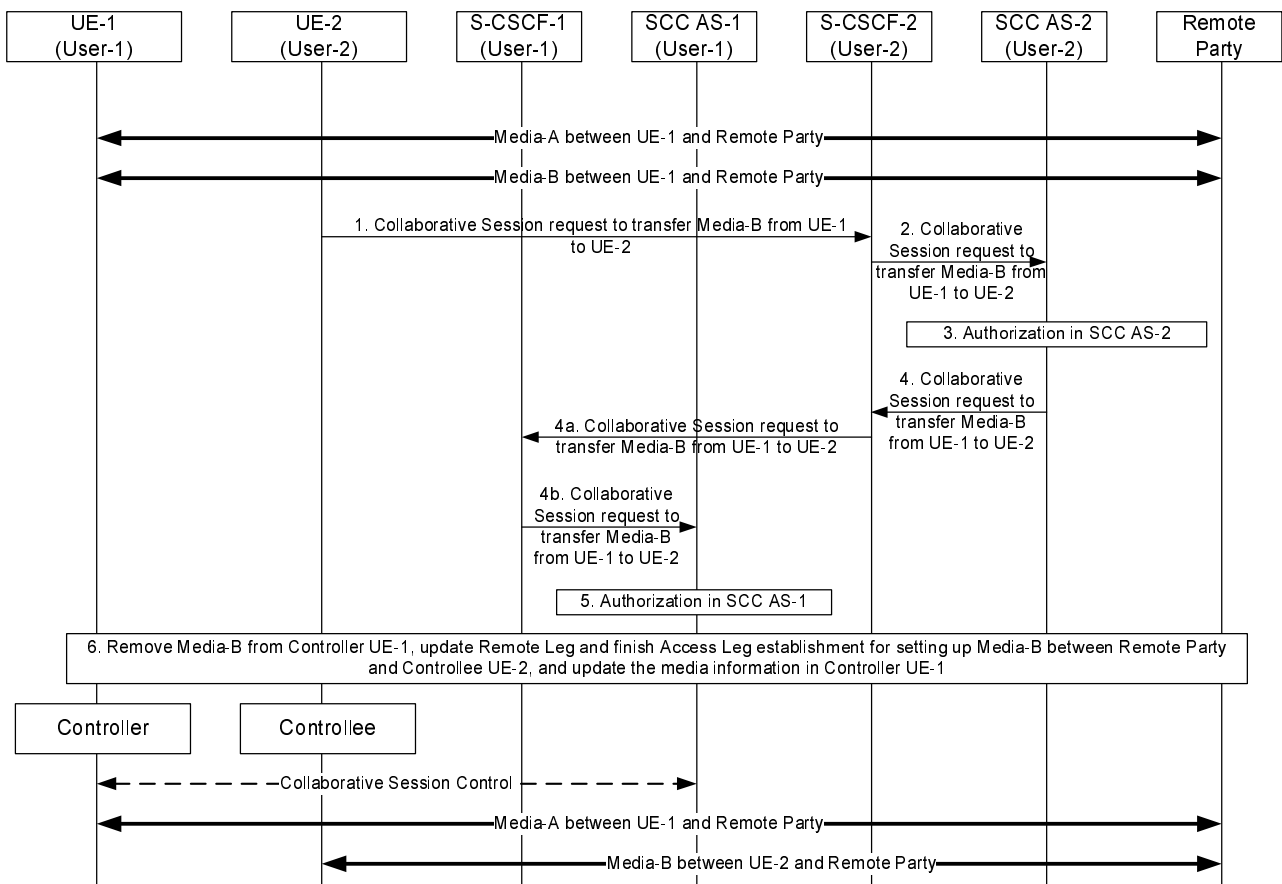 UE-1
(User-1)
UE-2
(User-2)
S-CSCF-1
(User-1)
SCC AS-1
(User-1)
S-CSCF-2
(User-2)
SCC AS-2
(User-2)
Remote
Party
Media-A between UE-1 and Remote Party
Media-B between UE-1 and Remote Party
1. Collaborative Session request to transfer Media-B from UE-1
to UE-2
2. Collaborative
Session request to
transfer Media-B from
UE-1 to UE-2
3. Authorization in SCC AS-2
4. Collaborative
Session request to
transfer Media-B
from UE-1 to UE-2
4a. Collaborative Session request to
transfer Media-B from UE-1 to UE-2
4b. Collaborative
Session request to
transfer Media-B
from UE-1 to UE-2
5. Authorization in SCC AS-1
6. Remove Media-B from Controller UE-1, update Remote Leg and finish Access Leg establishment for setting up Media-B between Remote Party
and Controllee UE-2, and update the media information in Controller UE-1
Controller
Controllee
Collaborative Session Control
Media-A between UE-1 and Remote Party
Media-B between UE-2 and Remote Party